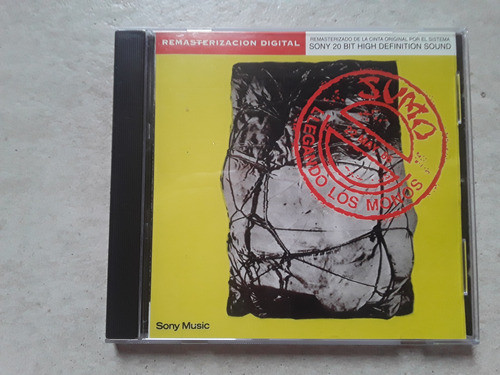 REMASTERIZACION DIGITAL
REMASTERIZADO DE LA CINTA ORIGINAL POR EL SISTEMA
SONY 20 BIT HIGH DEFINITION SOUND
SUMO
LLEGANDO LOS MONOS
Sony Music